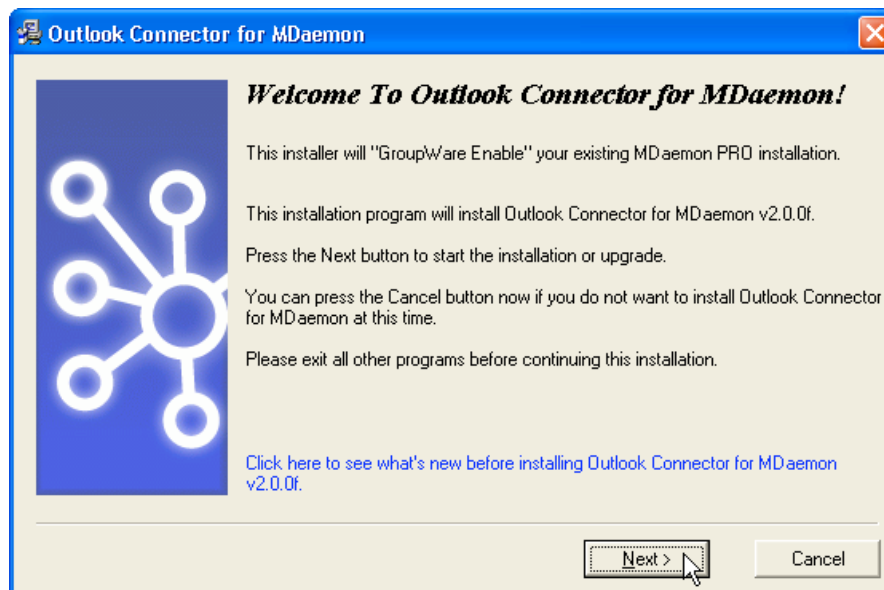 Outlook Connector for MDaemon
Welcome To Outlook Connector for MDaemon!
This installer will "GroupWare Enable" your existing MDaemon PRO installation.
This installation program will install Outlook Connector for MDaemon v2.0.0f.
Press the Next button to start the installation or upgrade.
You can press the Cancel button now if you do not want to install Outlook Connector
for MDaemon at this time.
Please exit all other programs before continuing this installation.
Click here to see what's new before installing Outlook Connector for MDaemon
v2.0.0f.
Next >
Cancel